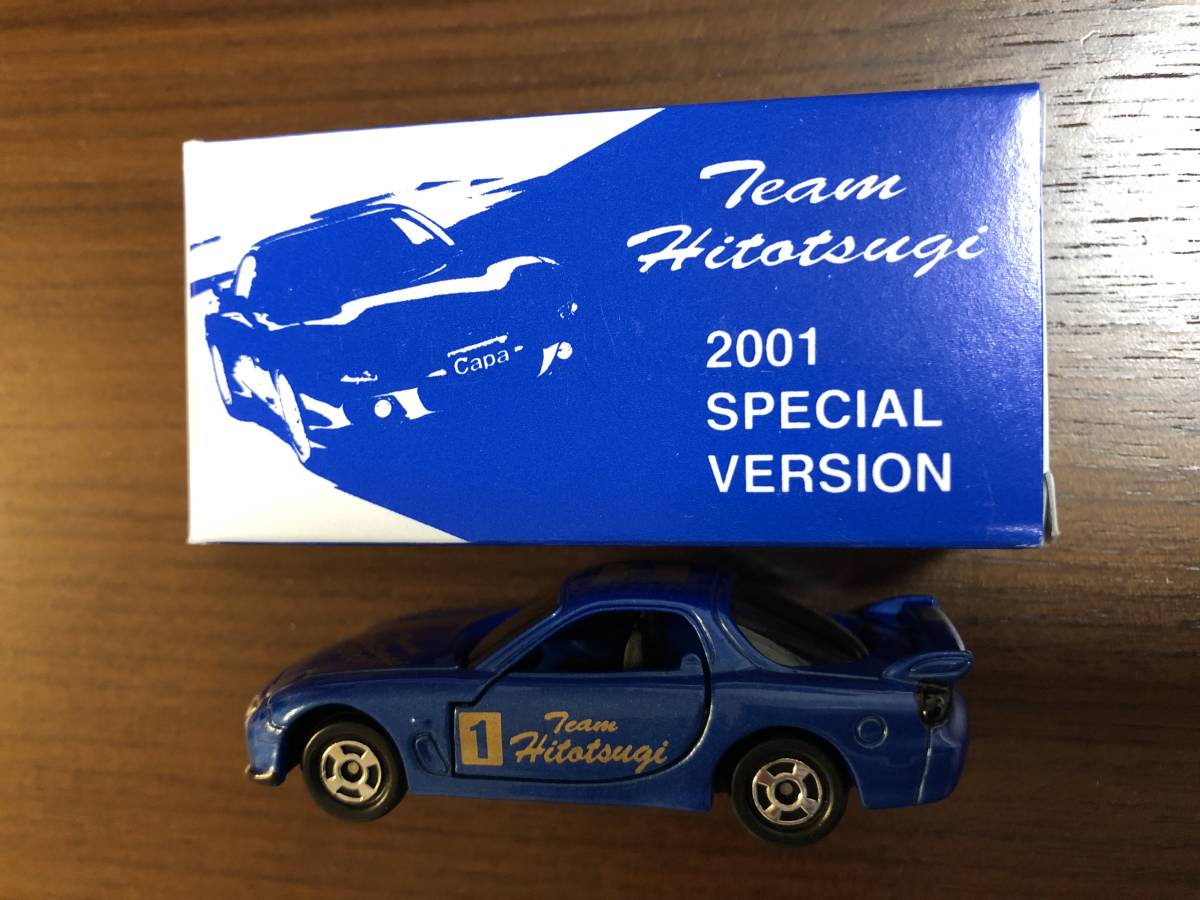 Team
Hitotsugi
2001
SPECIAL
VERSION
Capa
1
Team
Hitotsugi